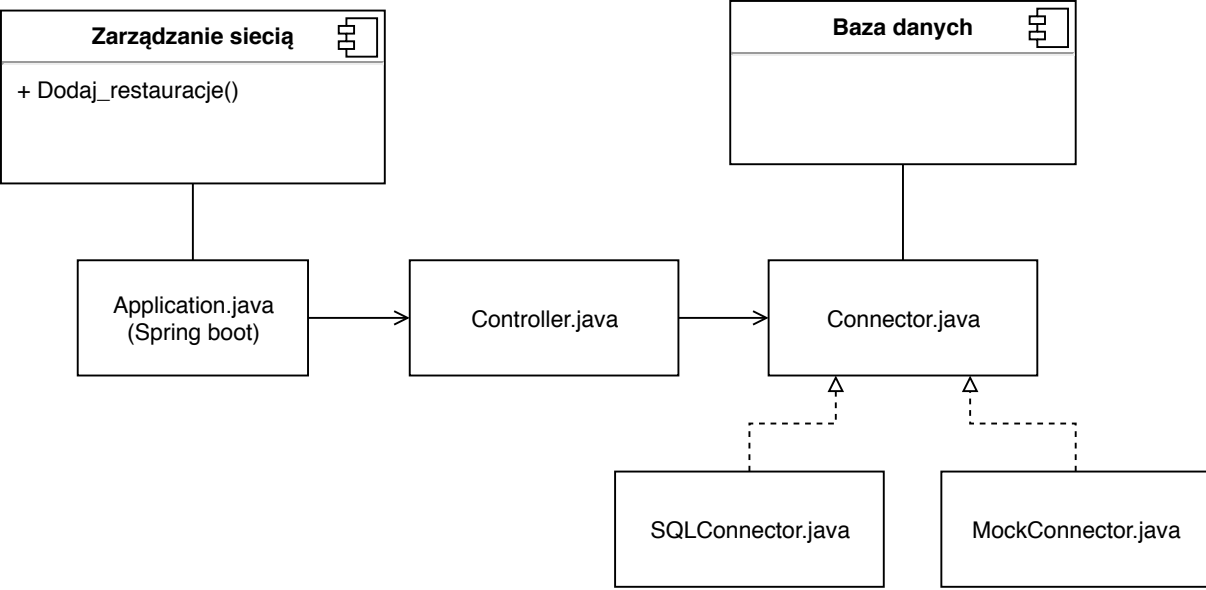 Zarządzanie siecią
+ Dodaj_restauracje()
Baza danych
Application.java
(Spring boot)
Controller.java
Connector.java
SQLConnector.java
MockConnector.java